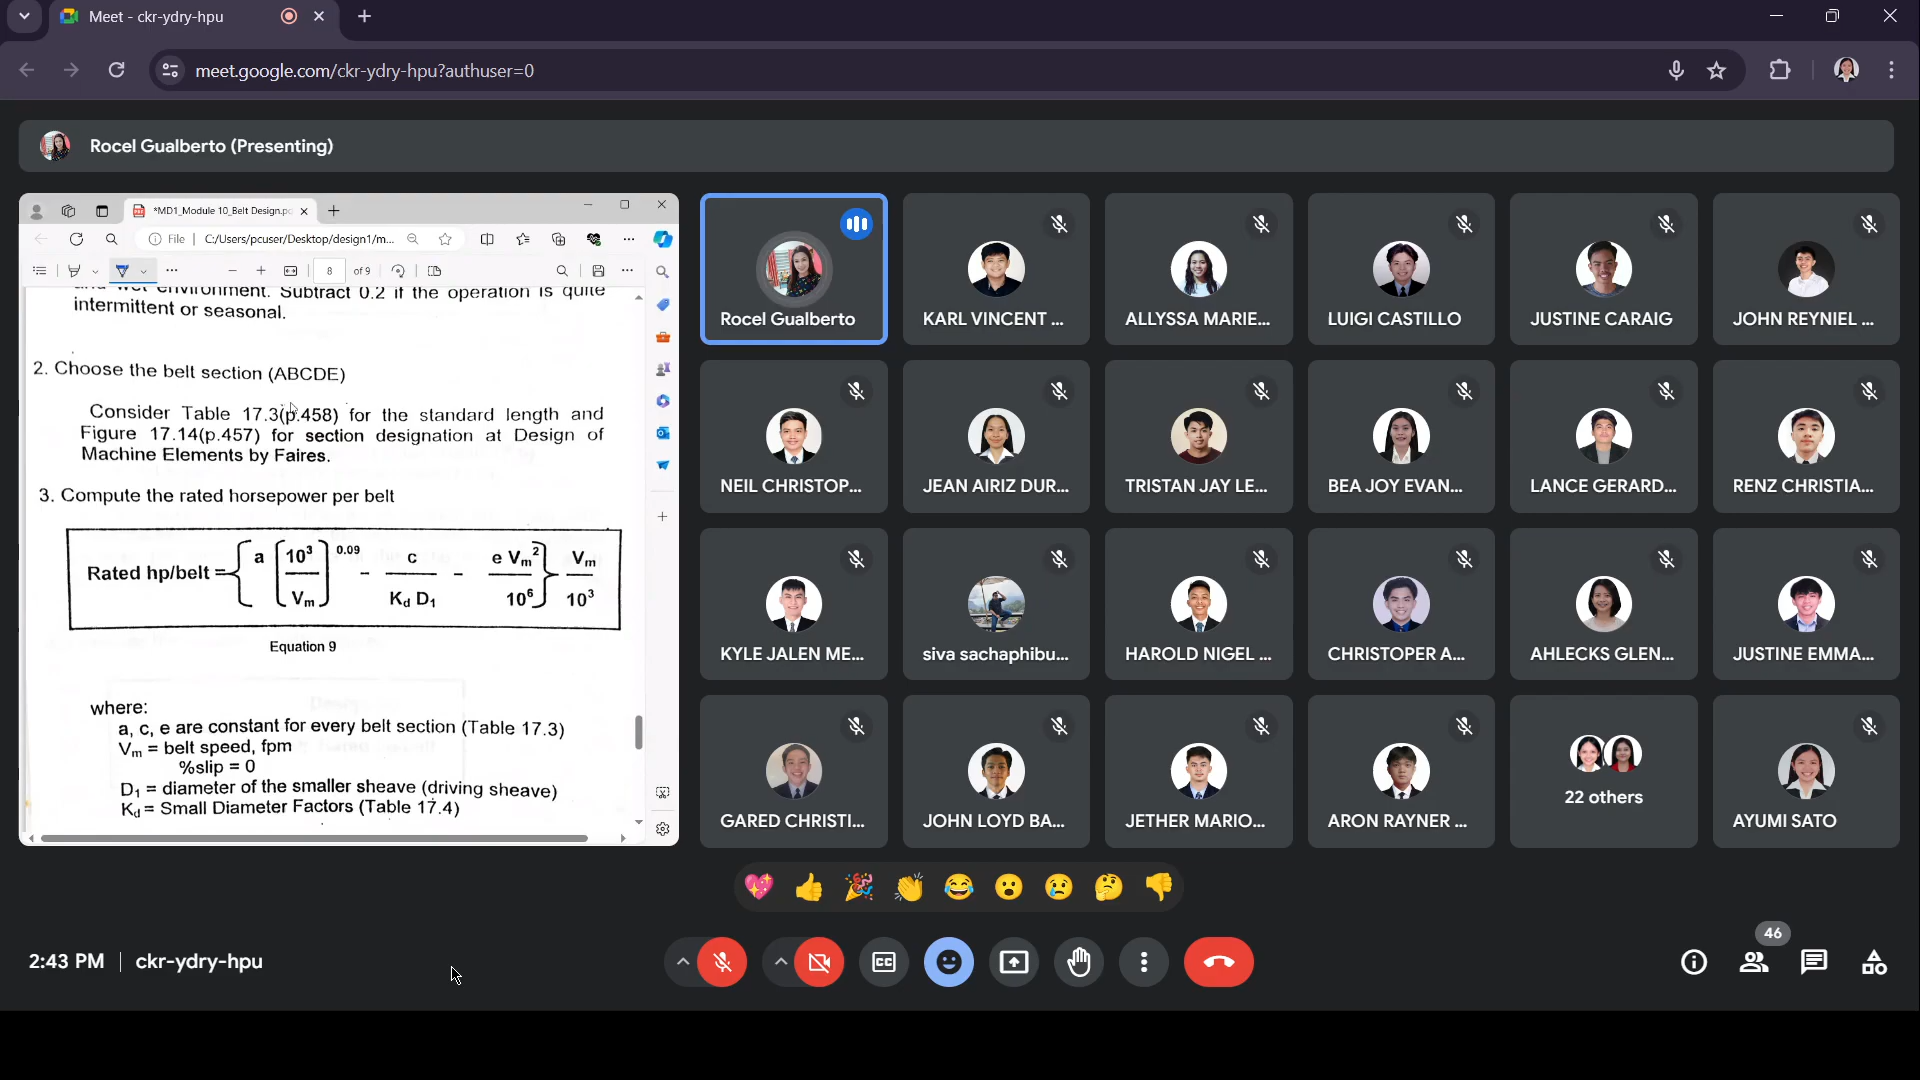 Meet - ckr-ydry-hpu
meet.google.com/ckr-ydry-hpu?authuser=0
Rocel Gualberto (Presenting)
*MD1_Module 10_Belt Design.pd
File | C:/Users/pcuser/Desktop/design1/m...
8 of 9
and wet environment. Subtract 0.2 if the operation is quite
intermittent or seasonal.
2. Choose the belt section (ABCDE)
Consider Table 17.3(p.458) for the standard length and
Figure 17.14(p.457) for section designation at Design of
Machine Elements by Faires.
3. Compute the rated horsepower per belt
Rated hp/belt = { a [ 10³ / Vm ] 0.09 - c / Kd D1 - e Vm² / 10⁶ } Vm / 10³
Equation 9
where:
a, c, e are constant for every belt section (Table 17.3)
Vm = belt speed, fpm
%slip = 0
D1 = diameter of the smaller sheave (driving sheave)
Kd = Small Diameter Factors (Table 17.4)
Rocel Gualberto
KARL VINCENT ...
ALLYSSA MARIE...
LUIGI CASTILLO
JUSTINE CARAIG
JOHN REYNIEL ...
NEIL CHRISTOP...
JEAN AIRIZ DUR...
TRISTAN JAY LE...
BEA JOY EVAN...
LANCE GERARD...
RENZ CHRISTIA...
KYLE JALEN ME...
siva sachaphibu...
HAROLD NIGEL ...
CHRISTOPER A...
AHLECKS GLEN...
JUSTINE EMMA...
GARED CHRISTI...
JOHN LOYD BA...
JETHER MARIO...
ARON RAYNER ...
22 others
AYUMI SATO
2:43 PM | ckr-ydry-hpu
CC
46